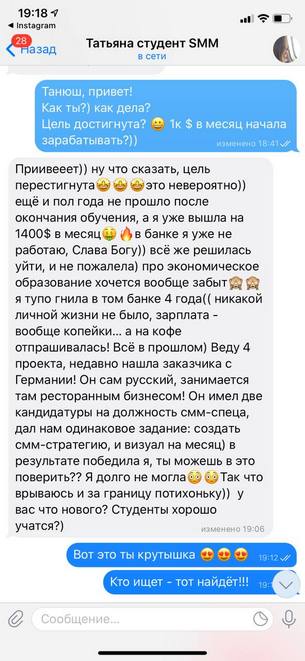 19:18
Instagram
28
Назад
Татьяна студент SMM
в сети
Танюш, привет!
Как ты?) как дела?
Цель достигнута? 😀 1к $ в месяц начала
зарабатывать?))
изменено 18:41
Приивееет)) ну что сказать, цель
перестигнута🤩🤩🤩это невероятно))
ещё и пол года не прошло после
окончания обучения, а я уже вышла на
1400$ в месяц🤑🔥в банке я уже не
работаю, Слава Богу)) всё же решилась
уйти, и не пожалела) про экономическое
образование хочется вообще забыт🙈🙈
я тупо гнила в том банке 4 года(( никакой
личной жизни не было, зарплата -
вообще копейки... а на кофе
отпрашивалась! Всё в прошлом) Веду 4
проекта, недавно нашла заказчика с
Германии! Он сам русский, занимается
там ресторанным бизнесом! Он имел две
кандидатуры на должность смм-спеца,
дал нам одинаковое задание: создать
смм-стратегию, и визуал на месяц) в
результате победила я, ты можешь в это
поверить?? Я долго не могла😳😳Так что
врываюсь и за границу потихоньку)) у
вас что нового? Студенты хорошо
учатся?)
изменено 19:06
Вот это ты крутышка 😍😍😍
19:12
Кто ищет - тот найдёт!!!
Сообщение...